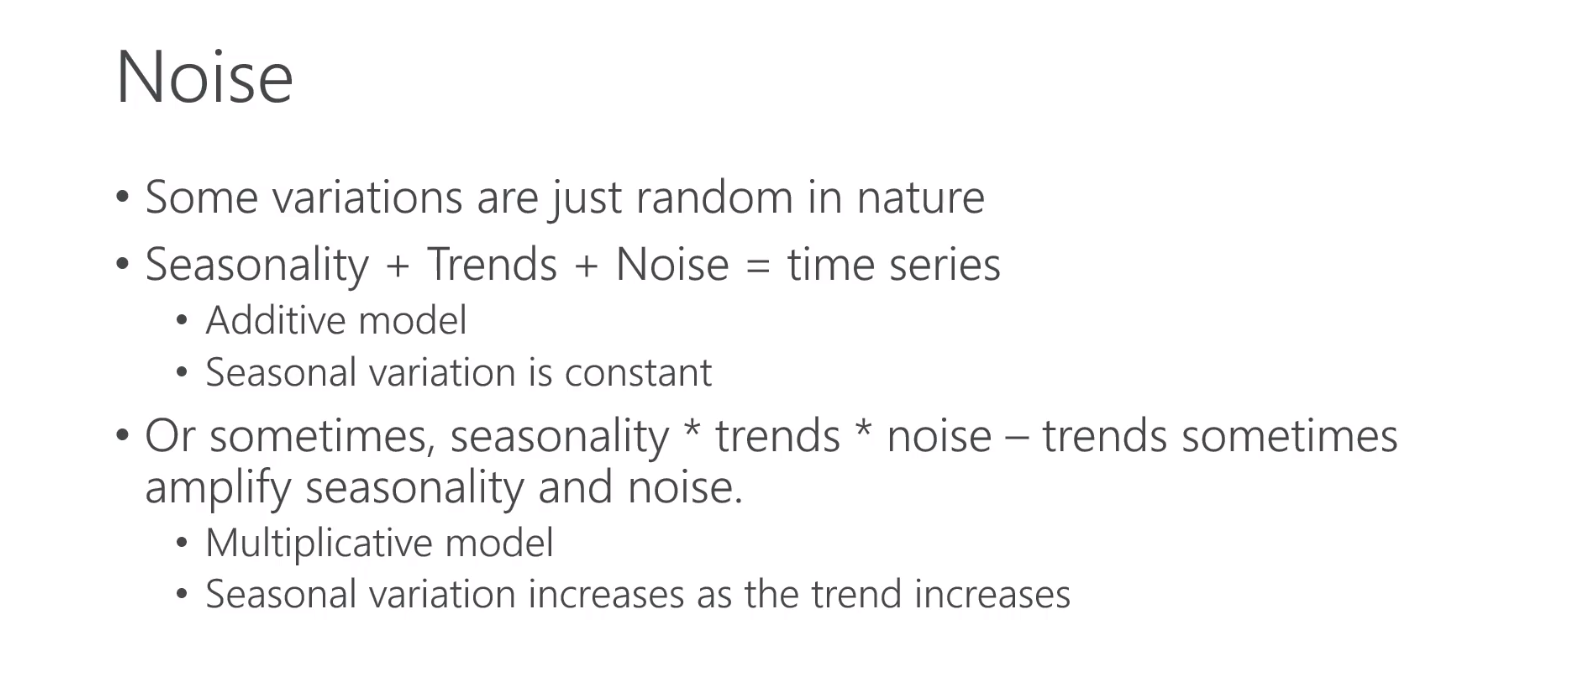 Noise
• Some variations are just random in nature
• Seasonality + Trends + Noise = time series
• Additive model
• Seasonal variation is constant
• Or sometimes, seasonality * trends * noise – trends sometimes
amplify seasonality and noise.
• Multiplicative model
• Seasonal variation increases as the trend increases